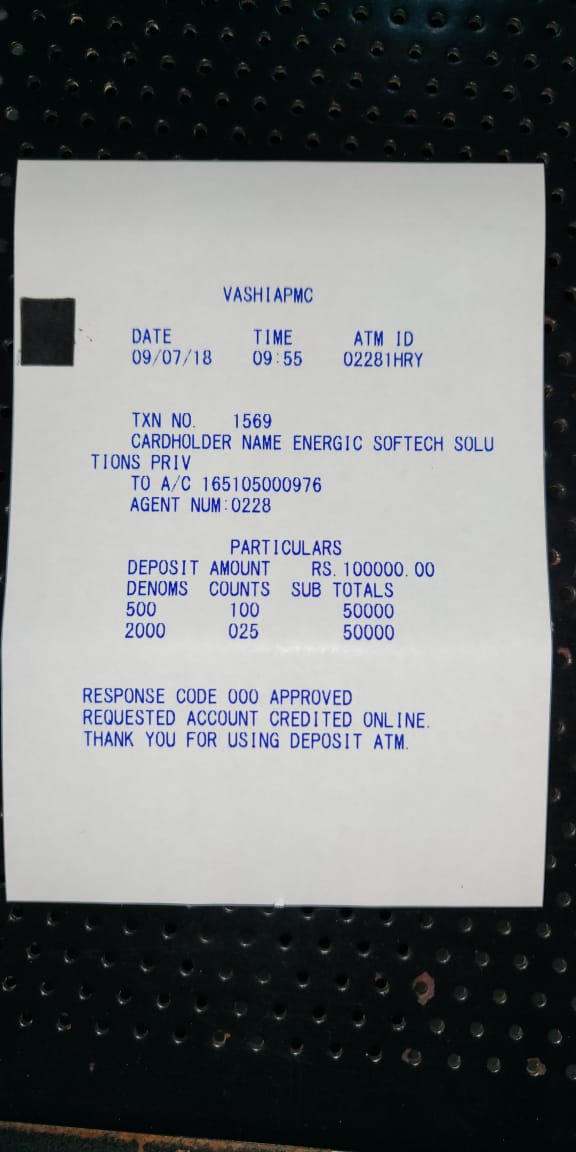 VASHIAPMC
DATE TIME ATM ID
09/07/18 09:55 02281HRY
TXN NO. 1569
CARDHOLDER NAME ENERGIC SOFTECH SOLU
TIONS PRIV
TO A/C 165105000976
AGENT NUM:0228
PARTICULARS
DEPOSIT AMOUNT RS.100000.00
DENOMS COUNTS SUB TOTALS
500 100 50000
2000 025 50000
RESPONSE CODE 000 APPROVED
REQUESTED ACCOUNT CREDITED ONLINE.
THANK YOU FOR USING DEPOSIT ATM.